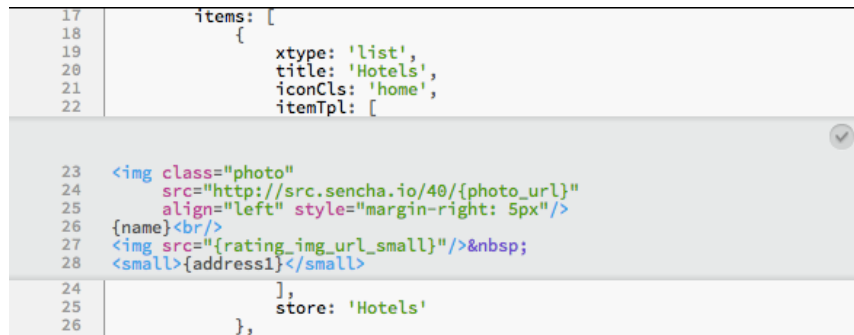 17 items: [
18 {
19 xtype: 'list',
20 title: 'Hotels',
21 iconCls: 'home',
22 itemTpl: [
23 <img class="photo"
24 src="http://src.sencha.io/40/{photo_url}"
25 align="left" style="margin-right: 5px"/>
26 {name}<br/>
27 <img src="{rating_img_url_small}"/>&nbsp;
28 <small>{address1}</small>
24 ],
25 store: 'Hotels'
26 },